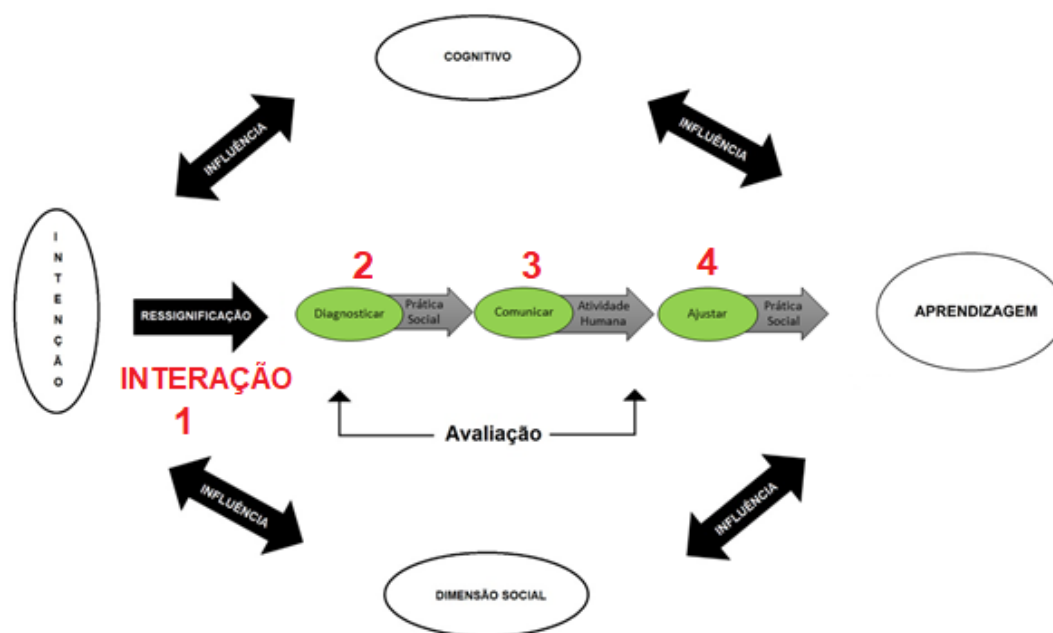 COGNITIVO
INFLUÊNCIA
INFLUÊNCIA
INTENÇÃO
RESSIGNIFICAÇÃO
INTERAÇÃO
1
2
Diagnosticar
Prática
Social
3
Comunicar
Atividade
Humana
4
Ajustar
Prática
Social
APRENDIZAGEM
Avaliação
INFLUÊNCIA
INFLUÊNCIA
DIMENSÃO SOCIAL